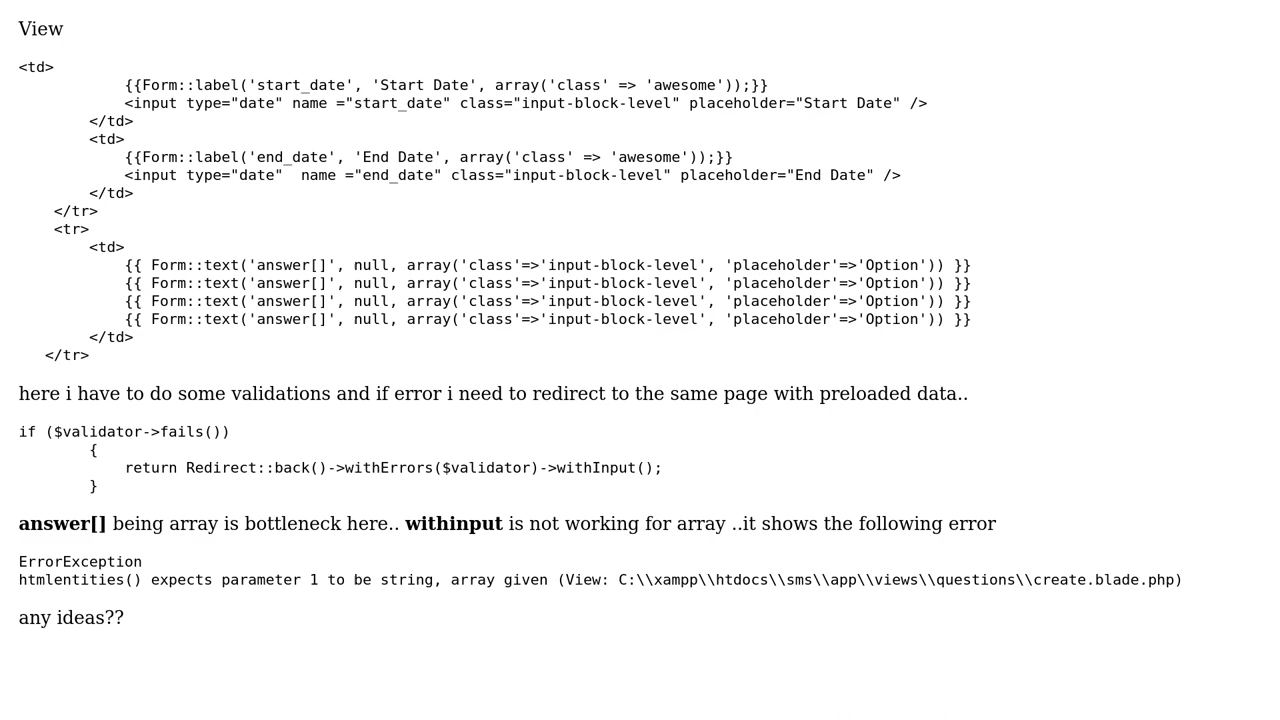 View
<td>
            {{Form::label('start_date', 'Start Date', array('class' => 'awesome'));}}
            <input type="date" name ="start_date" class="input-block-level" placeholder="Start Date" />
        </td>
        <td>
            {{Form::label('end_date', 'End Date', array('class' => 'awesome'));}}
            <input type="date"  name ="end_date" class="input-block-level" placeholder="End Date" />
        </td>
    </tr>
    <tr>
        <td>
            {{ Form::text('answer[]', null, array('class'=>'input-block-level', 'placeholder'=>'Option')) }}
            {{ Form::text('answer[]', null, array('class'=>'input-block-level', 'placeholder'=>'Option')) }}
            {{ Form::text('answer[]', null, array('class'=>'input-block-level', 'placeholder'=>'Option')) }}
            {{ Form::text('answer[]', null, array('class'=>'input-block-level', 'placeholder'=>'Option')) }}
        </td>
   </tr>
here i have to do some validations and if error i need to redirect to the same page with preloaded data..
if ($validator->fails())
        {
            return Redirect::back()->withErrors($validator)->withInput();
        }
answer[] being array is bottleneck here.. withinput is not working for array ..it shows the following error
ErrorException
htmlentities() expects parameter 1 to be string, array given (View: C:\\xampp\\htdocs\\sms\\app\\views\\questions\\create.blade.php)
any ideas??